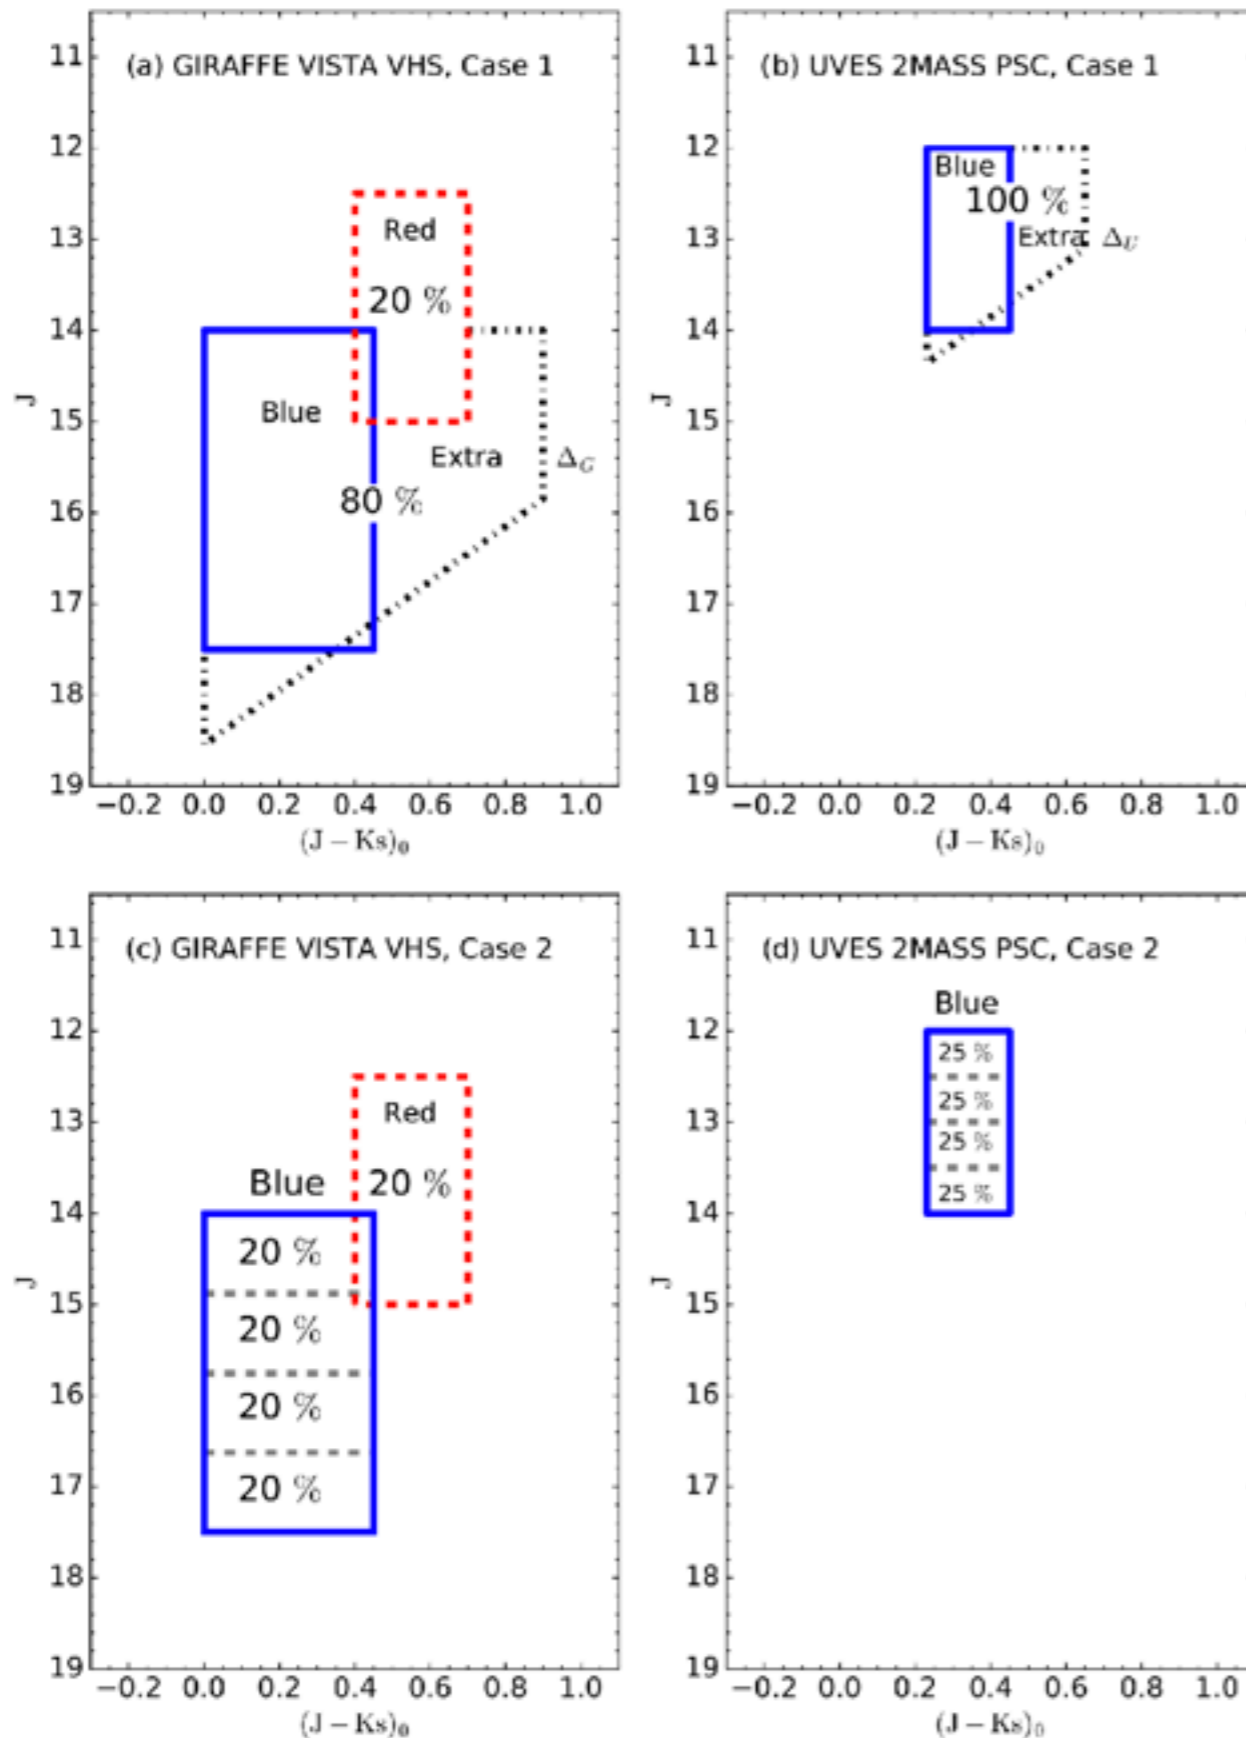 (a) GIRAFFE VISTA VHS, Case 1
11
12
13
14
15
16
17
18
19
J
Red
20 %
Blue
Extra
Δ_G
80 %
−0.2 0.0 0.2 0.4 0.6 0.8 1.0
(J − Ks)₀
(b) UVES 2MASS PSC, Case 1
11
12
13
14
15
16
17
18
19
J
Blue
100 %
Extra Δ_U
−0.2 0.0 0.2 0.4 0.6 0.8 1.0
(J − Ks)₀
(c) GIRAFFE VISTA VHS, Case 2
11
12
13
14
15
16
17
18
19
J
Red
Blue 20 %
20 %
20 %
20 %
20 %
−0.2 0.0 0.2 0.4 0.6 0.8 1.0
(J − Ks)₀
(d) UVES 2MASS PSC, Case 2
11
12
13
14
15
16
17
18
19
J
Blue
25 %
25 %
25 %
25 %
−0.2 0.0 0.2 0.4 0.6 0.8 1.0
(J − Ks)₀